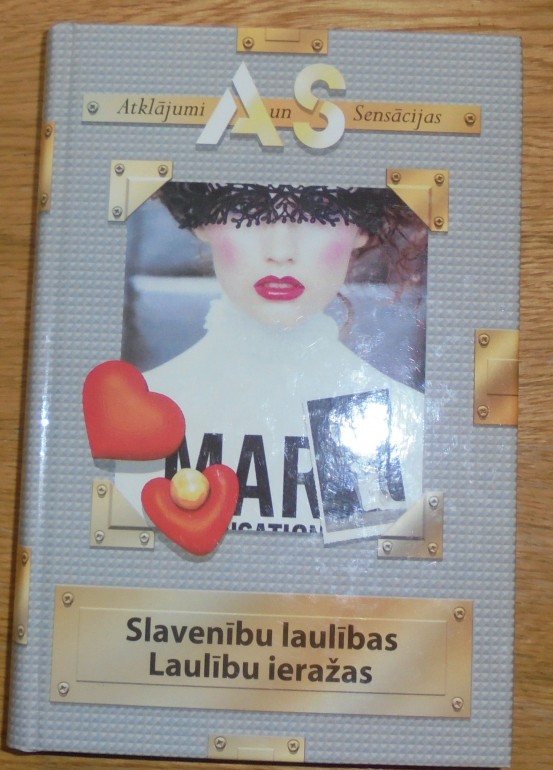 AS
Atklājumi un Sensācijas
MAR
Slavenību laulības
Laulību ieražas